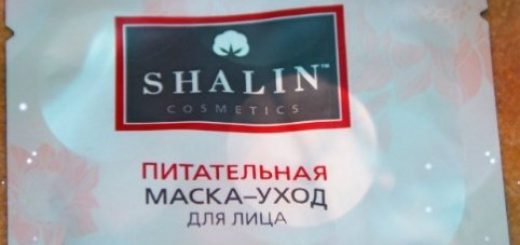 SHALIN™
COSMETICS
ПИТАТЕЛЬНАЯ
МАСКА–УХОД
ДЛЯ ЛИЦА